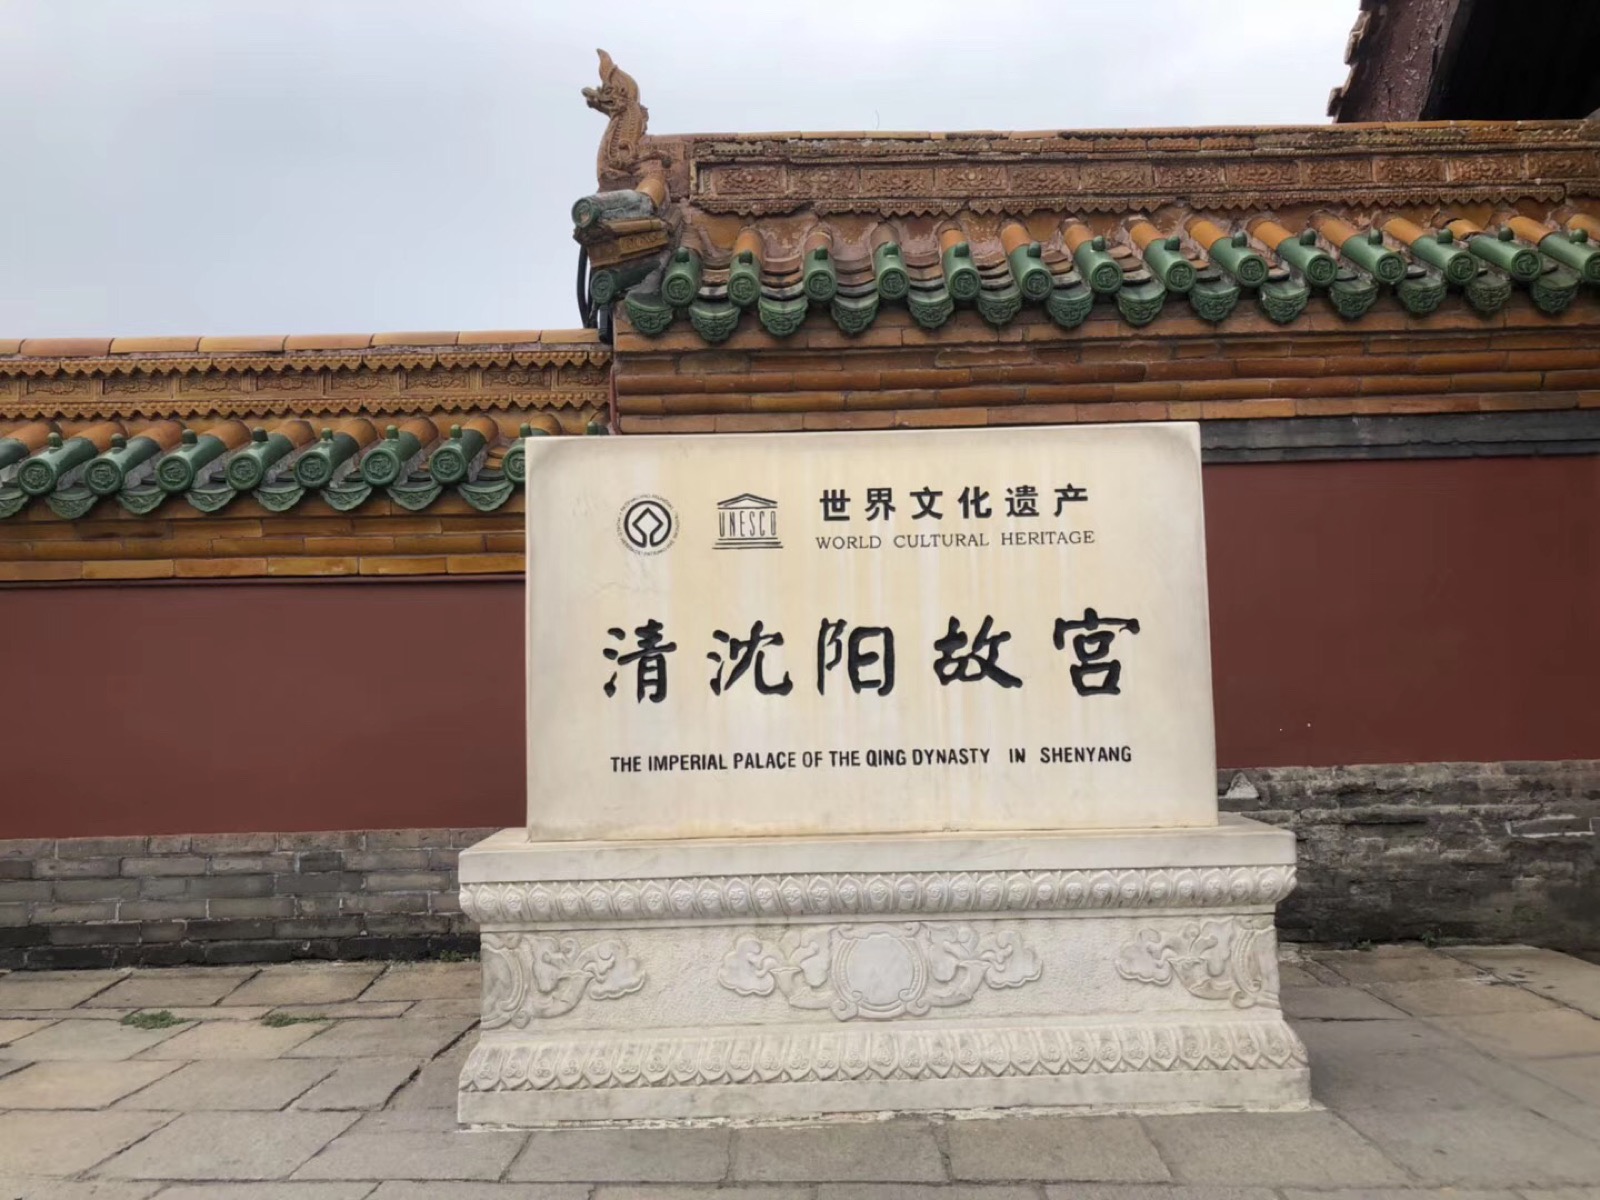 UNESCO
世界文化遗产
WORLD CULTURAL HERITAGE
清沈阳故宫
THE IMPERIAL PALACE OF THE QING DYNASTY IN SHENYANG